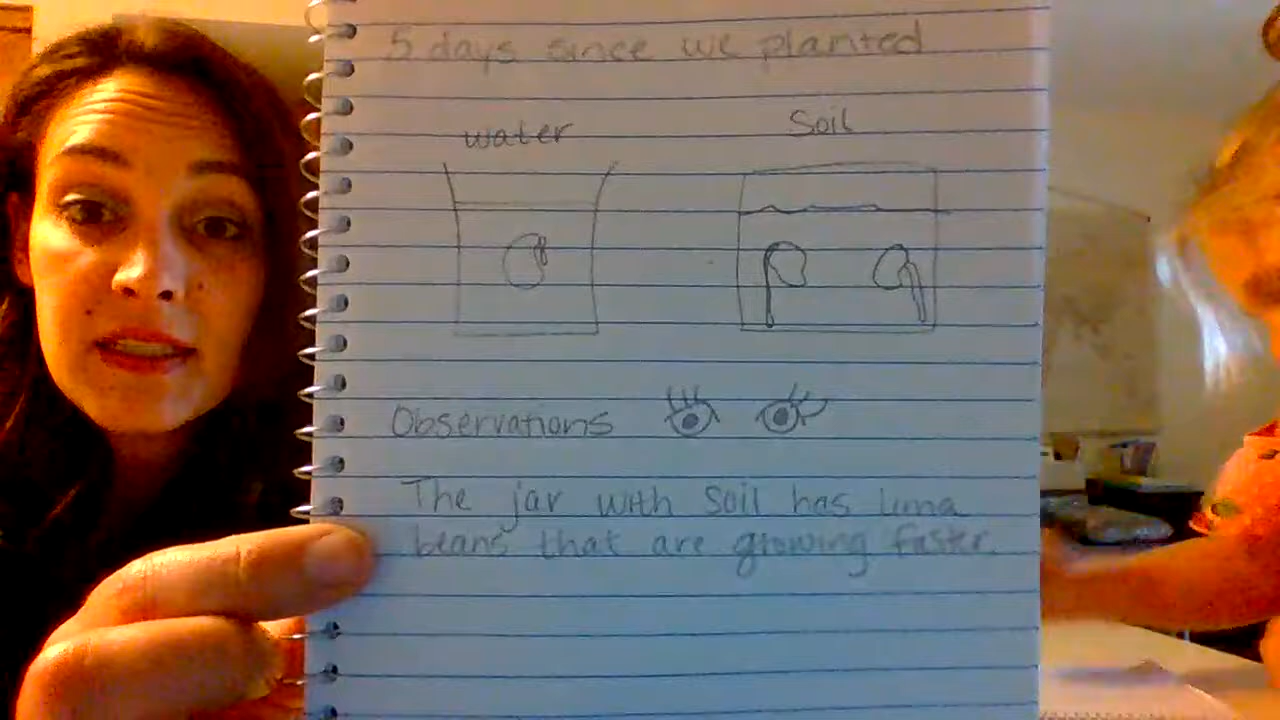 5 days since we planted
water Soil
Observations
The jar with Soil has lima
beans that are growing faster.